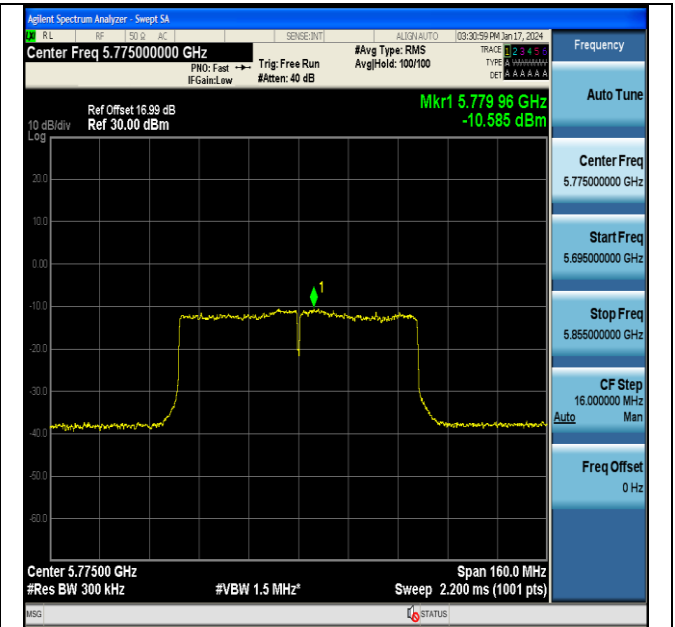 Agilent Spectrum Analyzer - Swept SA
RL RF 50 Ω AC SENSE:INT ALIGN AUTO 03:30:59 PM Jan 17, 2024
Center Freq 5.775000000 GHz #Avg Type: RMS TRACE 1 2 3 4 5 6 Frequency
PNO: Fast Trig: Free Run Avg|Hold: 100/100 TYPE A WWWWW
IFGain:Low #Atten: 40 dB DET A A A A A A
Mkr1 5.779 96 GHz
-10.585 dBm
Ref Offset 16.99 dB
10 dB/div Ref 30.00 dBm
Log
20.0
10.0
0.00
-10.0
-20.0
-30.0
-40.0
-50.0
-60.0
1
Center 5.77500 GHz Span 160.0 MHz
#Res BW 300 kHz #VBW 1.5 MHz* Sweep 2.200 ms (1001 pts)
MSG STATUS
Auto Tune
Center Freq
5.775000000 GHz
Start Freq
5.695000000 GHz
Stop Freq
5.855000000 GHz
CF Step
16.000000 MHz
Auto Man
Freq Offset
0 Hz